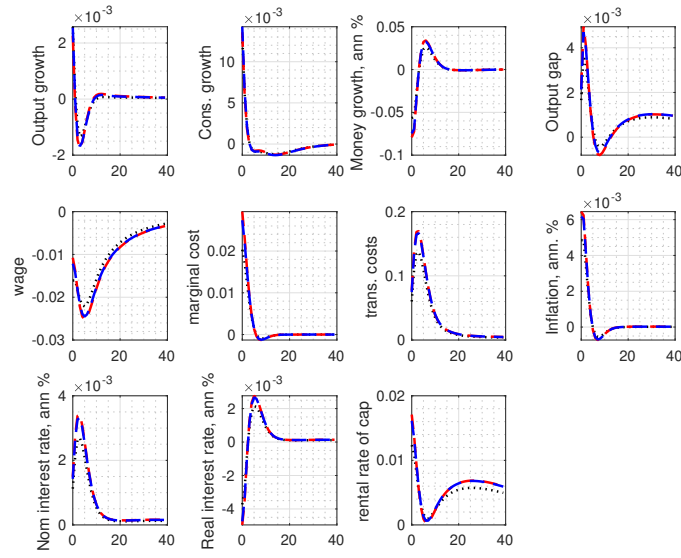 ×10-3
Output growth
2
0
-2
0 20 40
×10-3
Cons. growth
10
5
0
0 20 40
Money growth, ann %
0.05
0
-0.05
-0.1
0 20 40
×10-3
Output gap
4
2
0
0 20 40
wage
0
-0.01
-0.02
-0.03
0 20 40
marginal cost
0.02
0.01
0
0 20 40
trans. costs
0.2
0.1
0
0 20 40
Inflation, ann. %
×10-3
6
4
2
0
0 20 40
Nom interest rate, ann %
×10-3
4
2
0
0 20 40
Real interest rate, ann %
×10-3
2
0
-2
-4
0 20 40
rental rate of cap
0.02
0.01
0
0 20 40